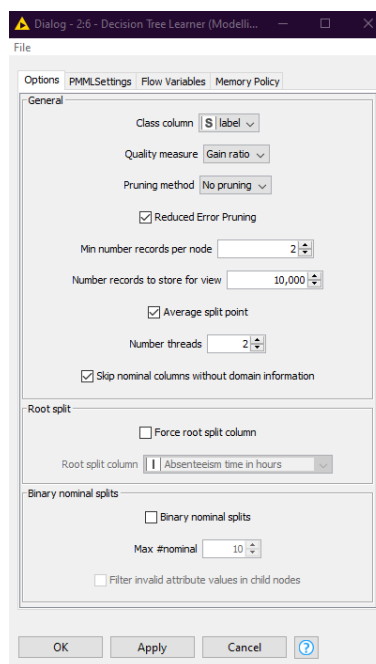 Dialog - 2:6 - Decision Tree Learner (Modelli...
File
Options PMMLSettings Flow Variables Memory Policy
General
Class column S label
Quality measure Gain ratio
Pruning method No pruning
Reduced Error Pruning
Min number records per node 2
Number records to store for view 10,000
Average split point
Number threads 2
Skip nominal columns without domain information
Root split
Force root split column
Root split column I Absenteeism time in hours
Binary nominal splits
Binary nominal splits
Max #nominal 10
Filter invalid attribute values in child nodes
OK Apply Cancel ?